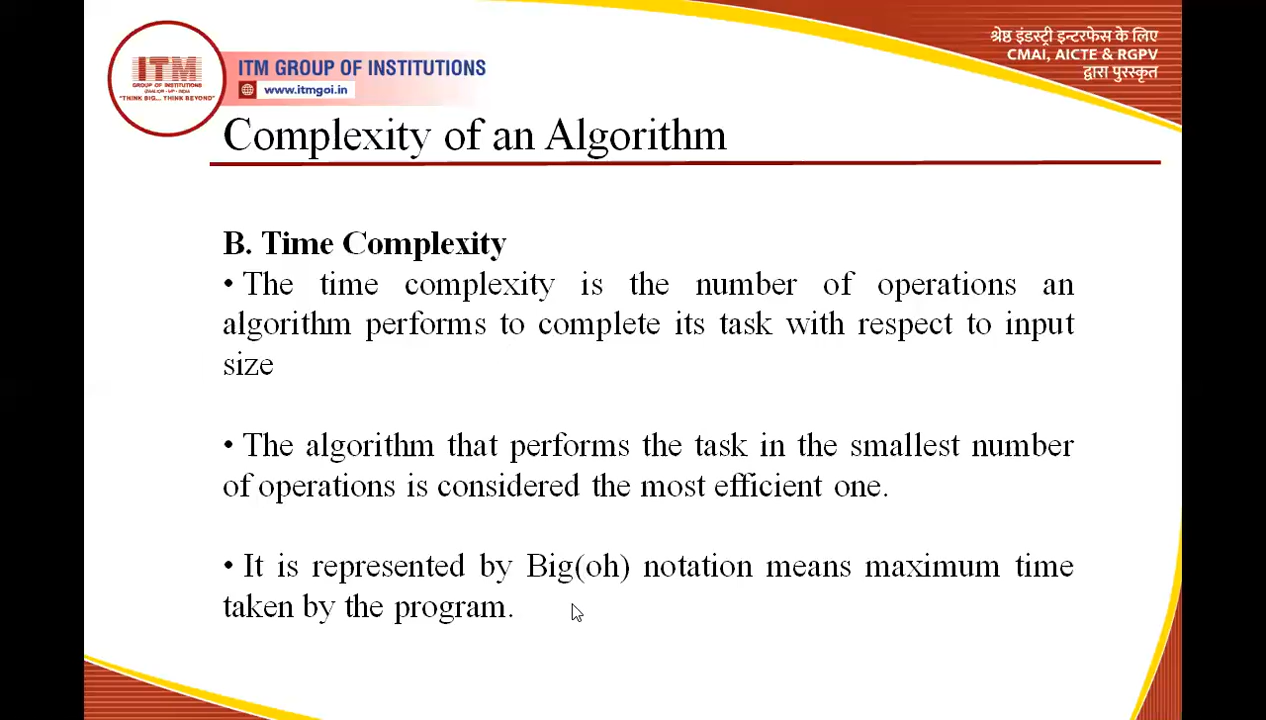 श्रेष्ठ इंडस्ट्री इन्टरफेस के लिए
CMAI, AICTE & RGPV
द्वारा पुरस्कृत
ITM
GROUP OF INSTITUTIONS
"THINK BIG... THINK BEYOND"
ITM GROUP OF INSTITUTIONS
www.itmgoi.in
Complexity of an Algorithm
B. Time Complexity
• The time complexity is the number of operations an
algorithm performs to complete its task with respect to input
size
• The algorithm that performs the task in the smallest number
of operations is considered the most efficient one.
• It is represented by Big(oh) notation means maximum time
taken by the program.